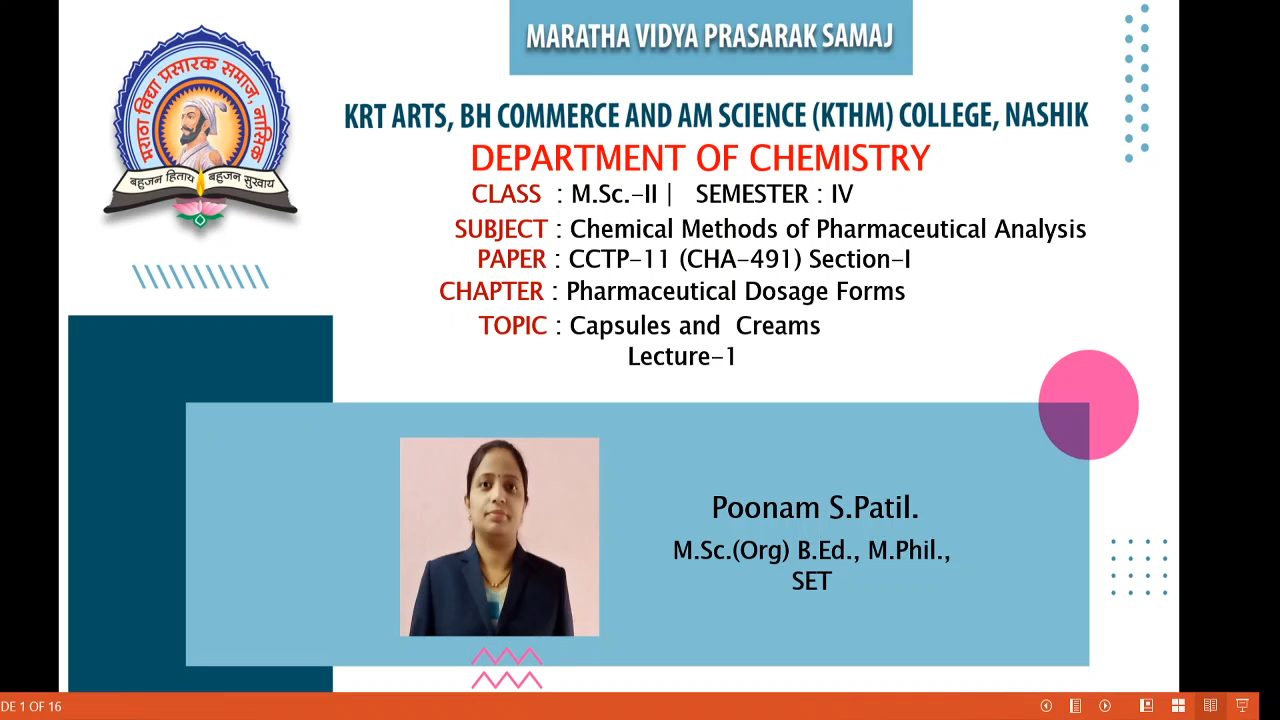 MARATHA VIDYA PRASARAK SAMAJ
मराठा विद्या प्रसारक समाज, नासिक
बहुजन हिताय बहुजन सुखाय
KRT ARTS, BH COMMERCE AND AM SCIENCE (KTHM) COLLEGE, NASHIK
DEPARTMENT OF CHEMISTRY
CLASS : M.Sc.-II | SEMESTER : IV
SUBJECT : Chemical Methods of Pharmaceutical Analysis
PAPER : CCTP-11 (CHA-491) Section-I
CHAPTER : Pharmaceutical Dosage Forms
TOPIC : Capsules and Creams
Lecture-1
Poonam S.Patil.
M.Sc.(Org) B.Ed., M.Phil.,
SET
DE 1 OF 16